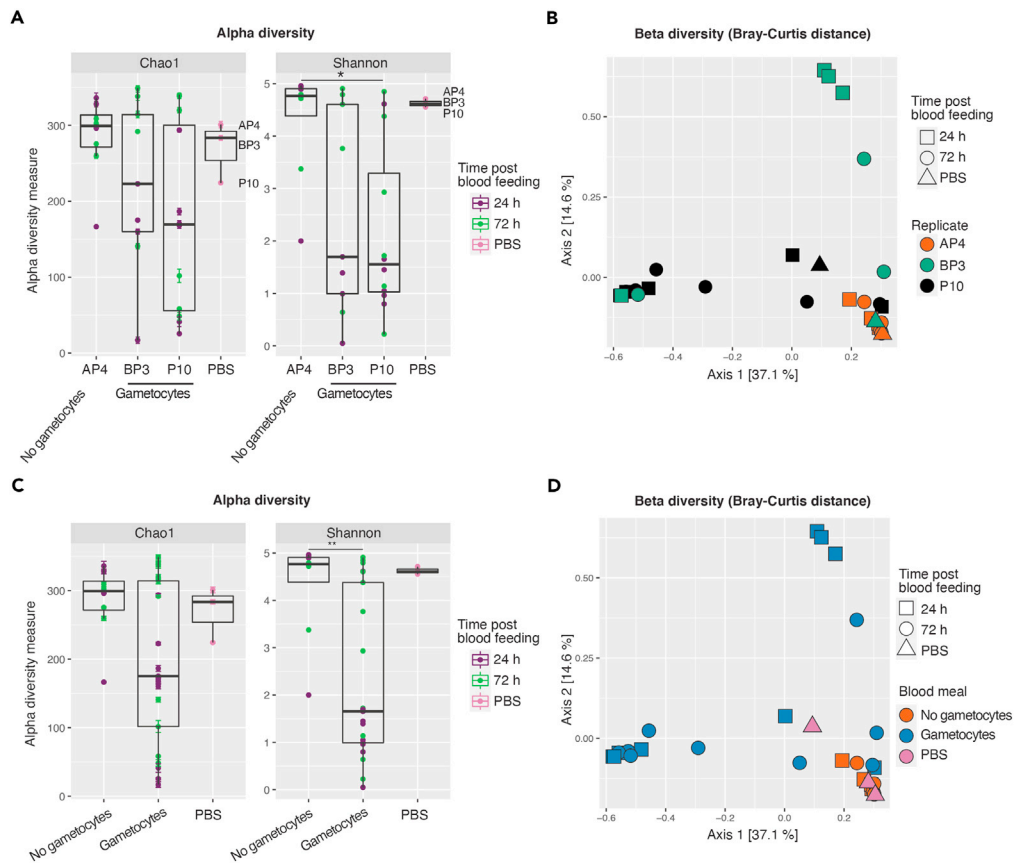 A
Alpha diversity
Chao1
Shannon
Alpha diversity measure
300
200
100
0
AP4
BP3
P10
*
5
4
3
2
1
0
AP4
BP3
P10
Time post
blood feeding
24 h
72 h
PBS
AP4
BP3
P10
PBS
AP4
BP3
P10
PBS
No gametocytes
Gametocytes
No gametocytes
Gametocytes
B
Beta diversity (Bray-Curtis distance)
Axis 2 [14.6 %]
0.50
0.25
0.00
−0.6
−0.4
−0.2
0.0
0.2
Axis 1 [37.1 %]
Time post
blood feeding
24 h
72 h
PBS
Replicate
AP4
BP3
P10
C
Alpha diversity
Chao1
Shannon
Alpha diversity measure
300
200
100
0
**
5
4
3
2
1
0
Time post
blood feeding
24 h
72 h
PBS
No gametocytes
Gametocytes
PBS
No gametocytes
Gametocytes
PBS
D
Beta diversity (Bray-Curtis distance)
Axis 2 [14.6 %]
0.50
0.25
0.00
−0.6
−0.4
−0.2
0.0
0.2
Axis 1 [37.1 %]
Time post
blood feeding
24 h
72 h
PBS
Blood meal
No gametocytes
Gametocytes
PBS